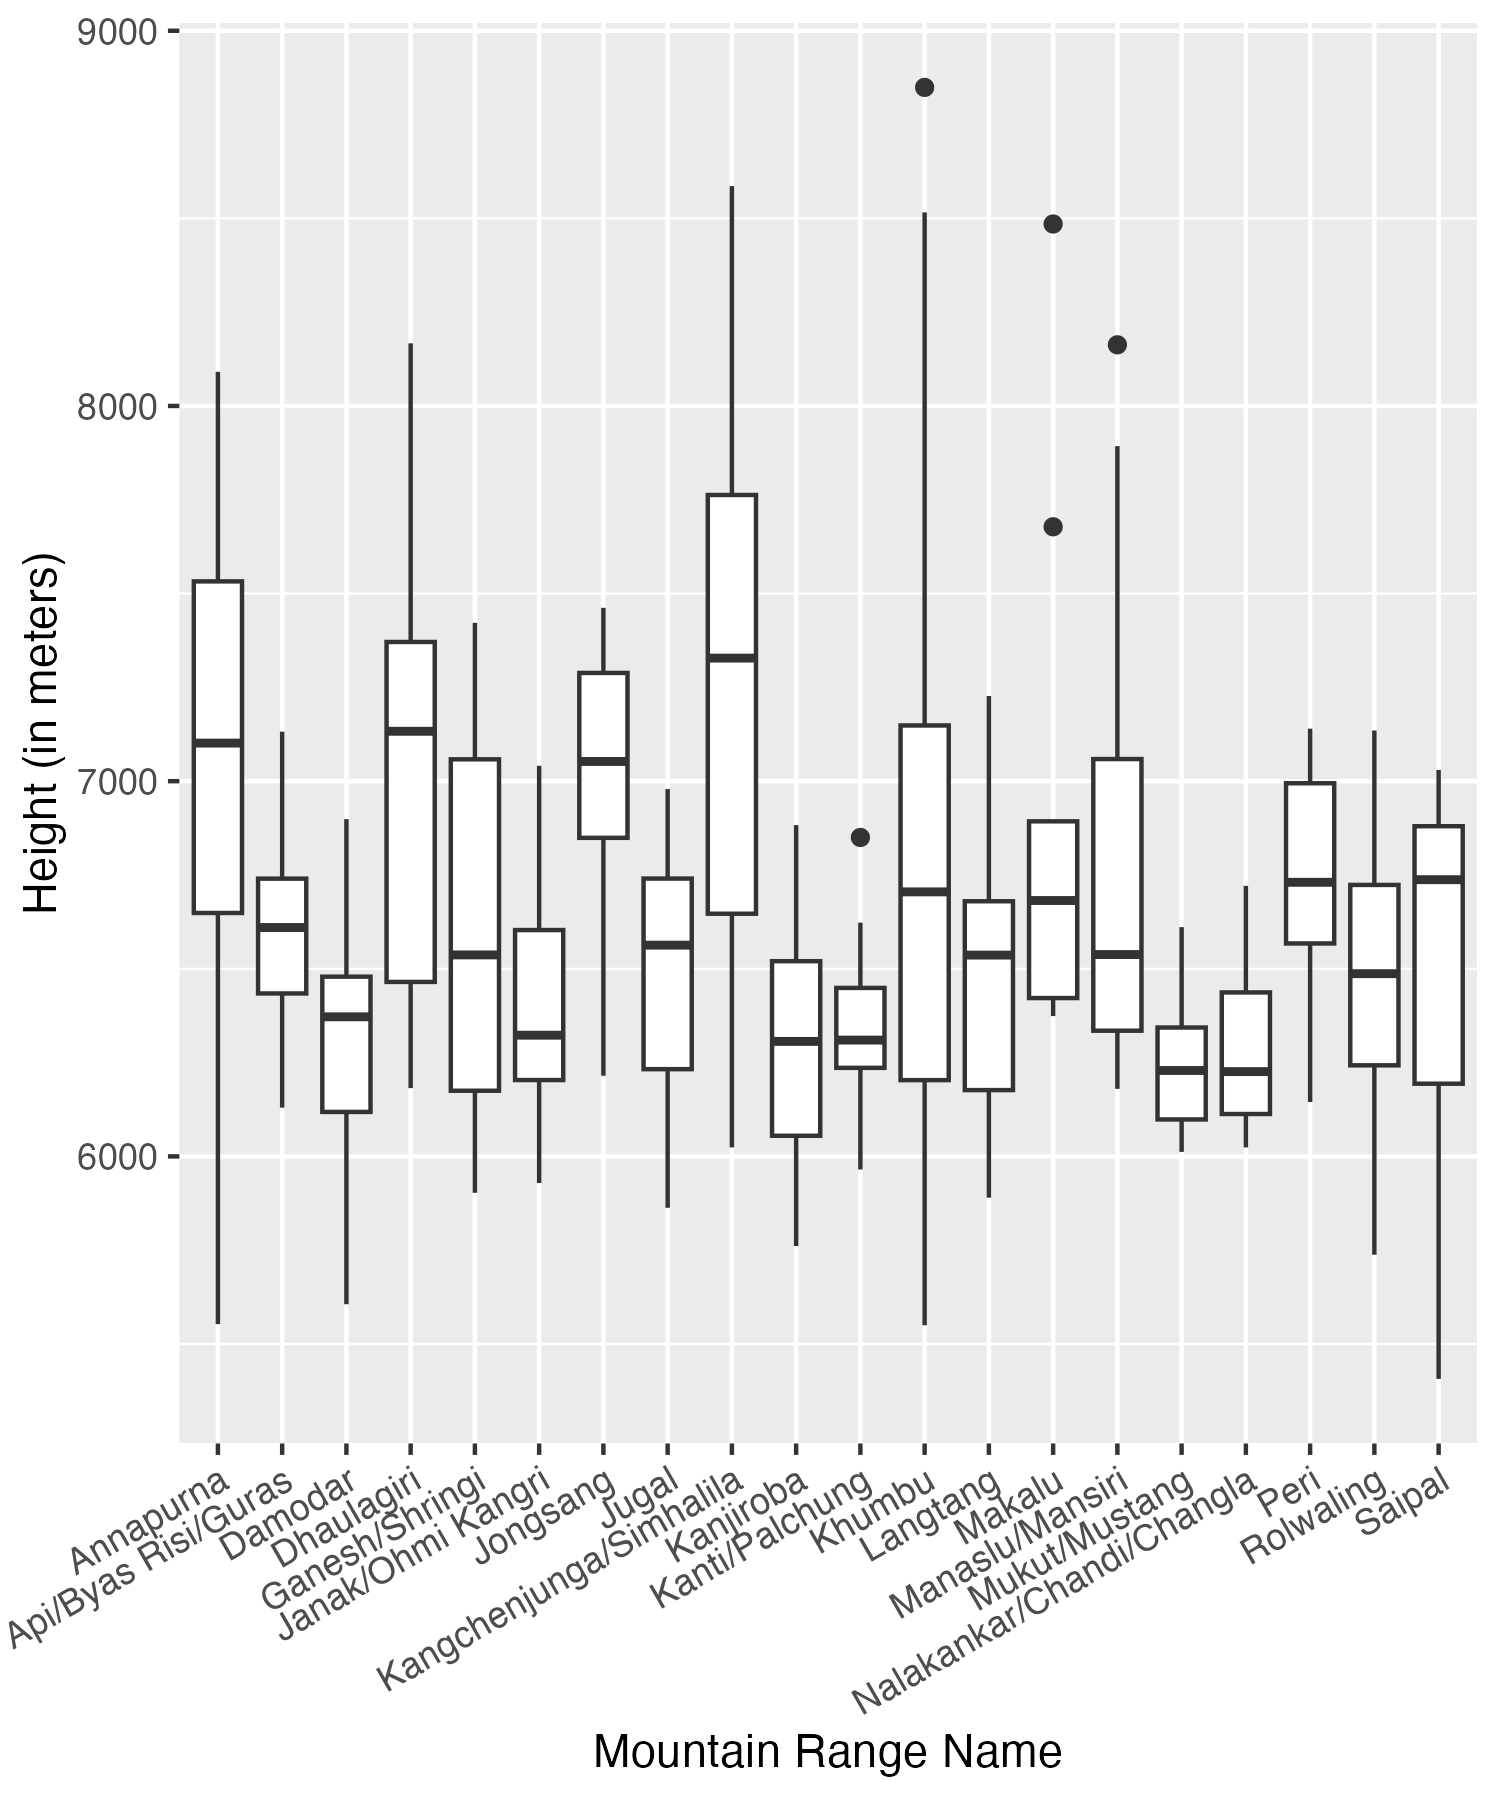 9000
8000
7000
6000
Height (in meters)
Annapurna
Api/Byas Risi/Guras
Damodar
Dhaulagiri
Ganesh/Shringi
Janak/Ohmi Kangri
Jongsang
Jugal
Kangchenjunga/Simhalila
Kanjiroba
Kanti/Palchung
Khumbu
Langtang
Makalu
Manaslu/Mansiri
Mukut/Mustang
Nalakankar/Chandi/Changla
Peri
Rolwaling
Saipal
Mountain Range Name